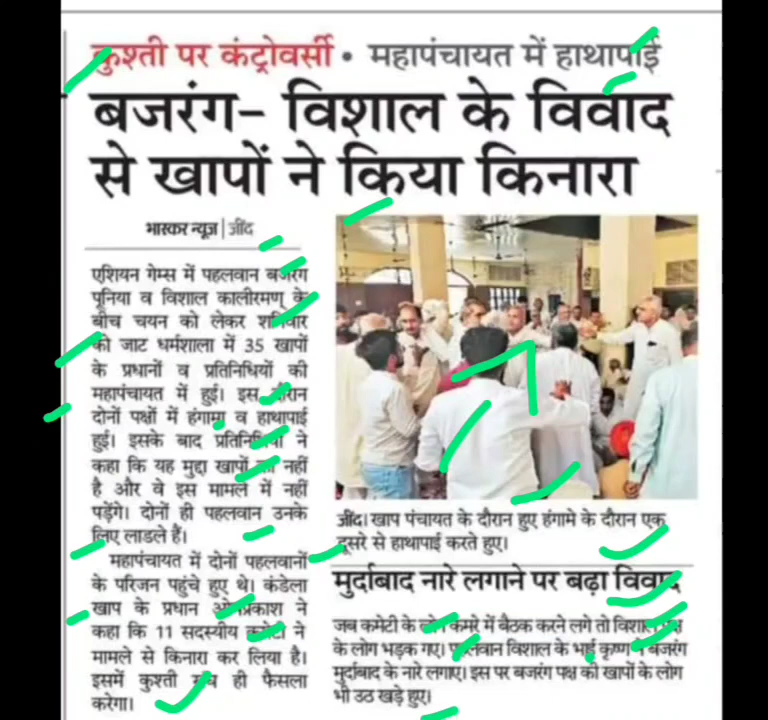 कुश्ती पर कंट्रोवर्सी • महापंचायत में हाथापाई
बजरंग- विशाल के विवाद
से खापों ने किया किनारा
भास्कर न्यूज | जींद
एशियन गेम्स में पहलवान बजरंग
पूनिया व विशाल कालीरमण के
बीच चयन को लेकर शनिवार
को जाट धर्मशाला में 35 खापों
के प्रधानों व प्रतिनिधियों की
महापंचायत में हुई। इस दौरान
दोनों पक्षों में हंगामा व हाथापाई
हुई। इसके बाद प्रतिनिधियों ने
कहा कि यह मुद्दा खापों का नहीं
है और वे इस मामले में नहीं
पड़ेंगे। दोनों ही पहलवान उनके
लिए लाडले हैं।
महापंचायत में दोनों पहलवानों
के परिजन पहुंचे हुए थे। कंडेला
खाप के प्रधान ओमप्रकाश ने
कहा कि 11 सदस्यीय कमेटी ने
मामले से किनारा कर लिया है।
इसमें कुश्ती ही फैसला
करेगा।
जींद। खाप पंचायत के दौरान हुए हंगामे के दौरान एक
दूसरे से हाथापाई करते हुए।
मुर्दाबाद नारे लगाने पर बढ़ा विवाद
जब कमेटी के लोग कमरे में बैठक करने लगे तो विशाल पक्ष
के लोग भड़क गए। पहलवान विशाल के भाई कृष्ण ने बजरंग
मुर्दाबाद के नारे लगाए। इस पर बजरंग पक्ष की खापों के लोग
भी उठ खड़े हुए।